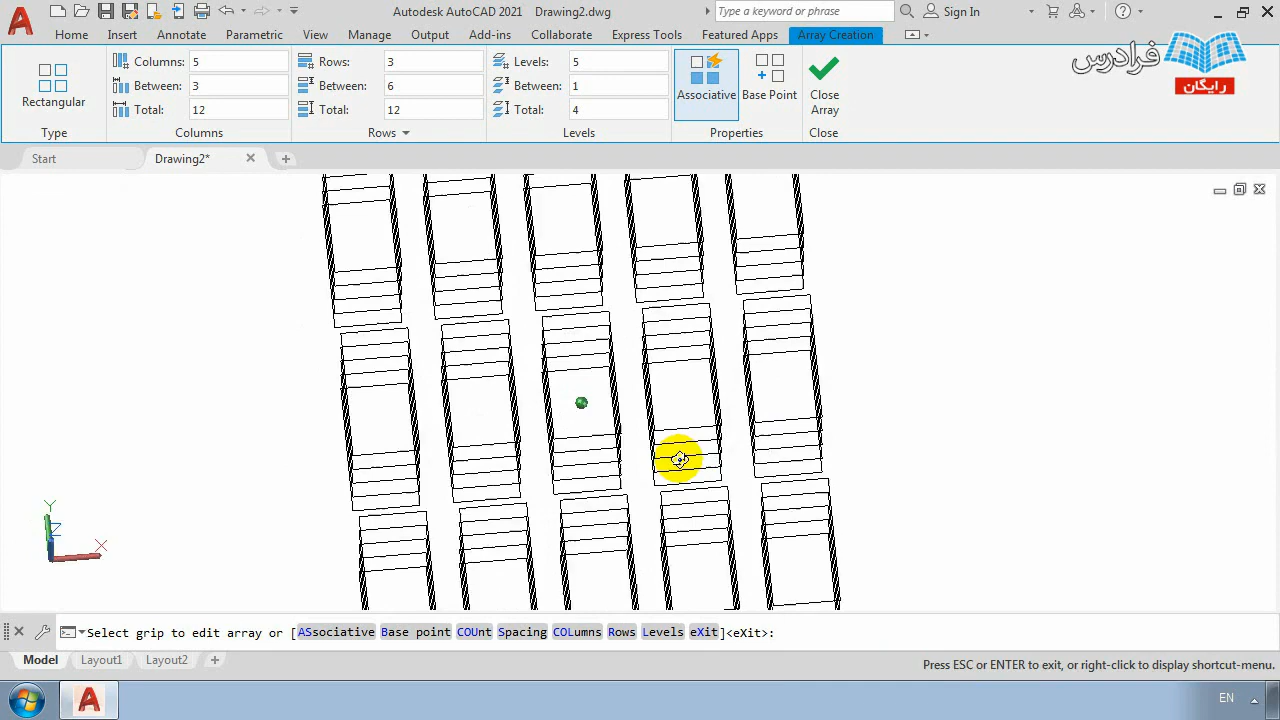 Autodesk AutoCAD 2021 Drawing2.dwg
Type a keyword or phrase
Sign In
Home Insert Annotate Parametric View Manage Output Add-ins Collaborate Express Tools Featured Apps Array Creation
فرادرس
رایگان
Columns: 5
Rows: 3
Levels: 5
Between: 3
Between: 6
Between: 1
Total: 12
Total: 12
Total: 4
Rectangular
Associative
Base Point
Close
Array
Type
Columns
Rows
Levels
Properties
Close
Start
Drawing2*
Y
Z
X
Select grip to edit array or [ASsociative Base point COUnt Spacing COLumns Rows Levels eXit]<eXit>:
Model Layout1 Layout2
Press ESC or ENTER to exit, or right-click to display shortcut-menu.
EN